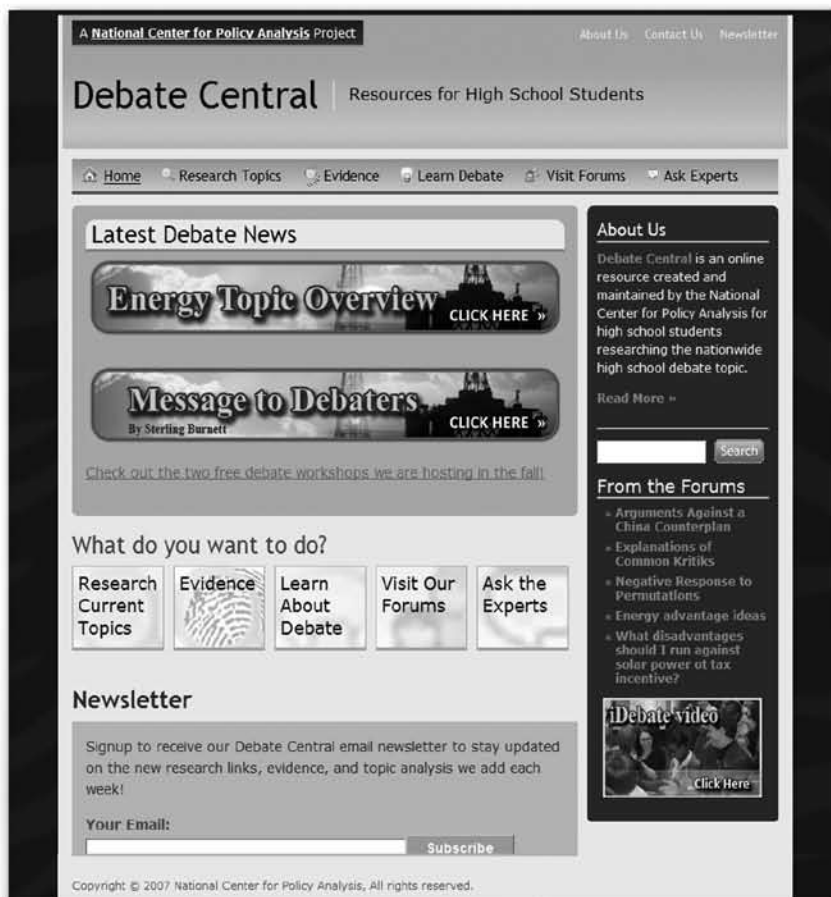 A National Center for Policy Analysis Project
About Us Contact Us Newsletter
Debate Central
Resources for High School Students
Home Research Topics Evidence Learn Debate Visit Forums Ask Experts
Latest Debate News
Energy Topic Overview
CLICK HERE »
Message to Debaters
By Sterling Burnett
CLICK HERE »
Check out the two free debate workshops we are hosting in the fall!
What do you want to do?
Research
Current
Topics
Evidence
Learn
About
Debate
Visit Our
Forums
Ask the
Experts
Newsletter
Signup to receive our Debate Central email newsletter to stay updated
on the new research links, evidence, and topic analysis we add each
week!
Your Email:
Subscribe
About Us
Debate Central is an online
resource created and
maintained by the National
Center for Policy Analysis for
high school students
researching the nationwide
high school debate topic.
Read More »
Search
From the Forums
» Arguments Against a
China Counterplan
» Explanations of
Common Kritiks
» Negative Response to
Permutations
» Energy advantage ideas
» What disadvantages
should I run against
solar power ot tax
incentive?
iDebate video
Click Here
Copyright © 2007 National Center for Policy Analysis, All rights reserved.